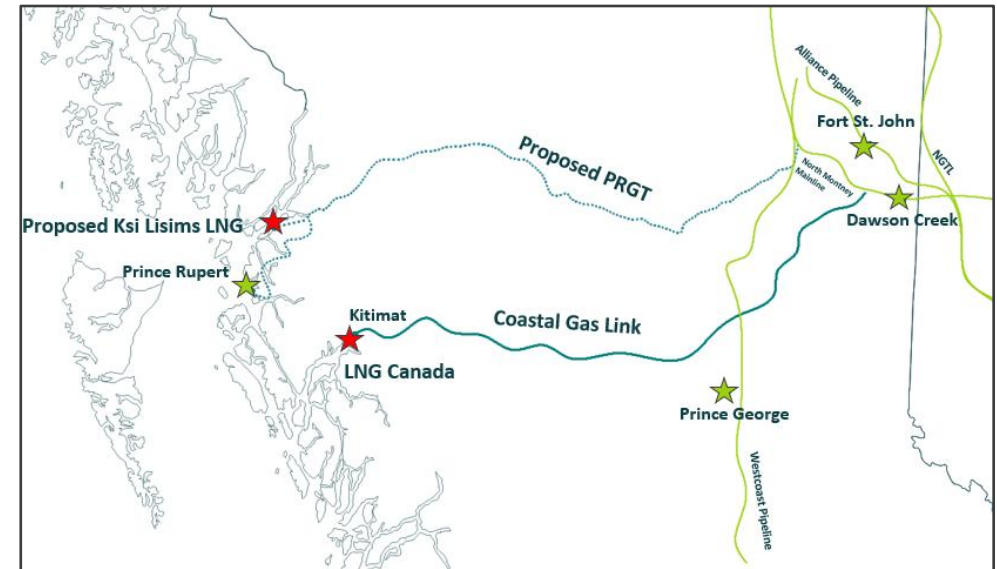 Alliance Pipeline
Fort St. John
Proposed PRGT
NGTL
North Montney
Mainline
Dawson Creek
Proposed Ksi Lisims LNG
Prince Rupert
Kitimat
Coastal Gas Link
LNG Canada
Prince George
Westcoast Pipeline